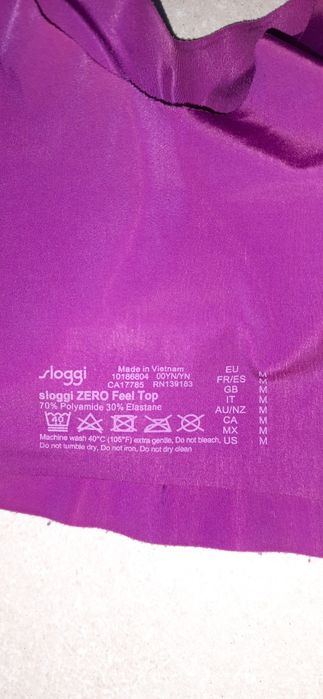 sloggi
Made in Vietnam
10186804 00YN/YN
CA17785 RN139163
sloggi ZERO Feel Top
70% Polyamide 30% Elastane
40
Machine wash 40°C (105°F) extra gentle, Do not bleach,
Do not tumble dry, Do not iron, Do not dry clean
EU M
FR/ES M
GB M
IT M
AU/NZ M
CA M
MX M
US M